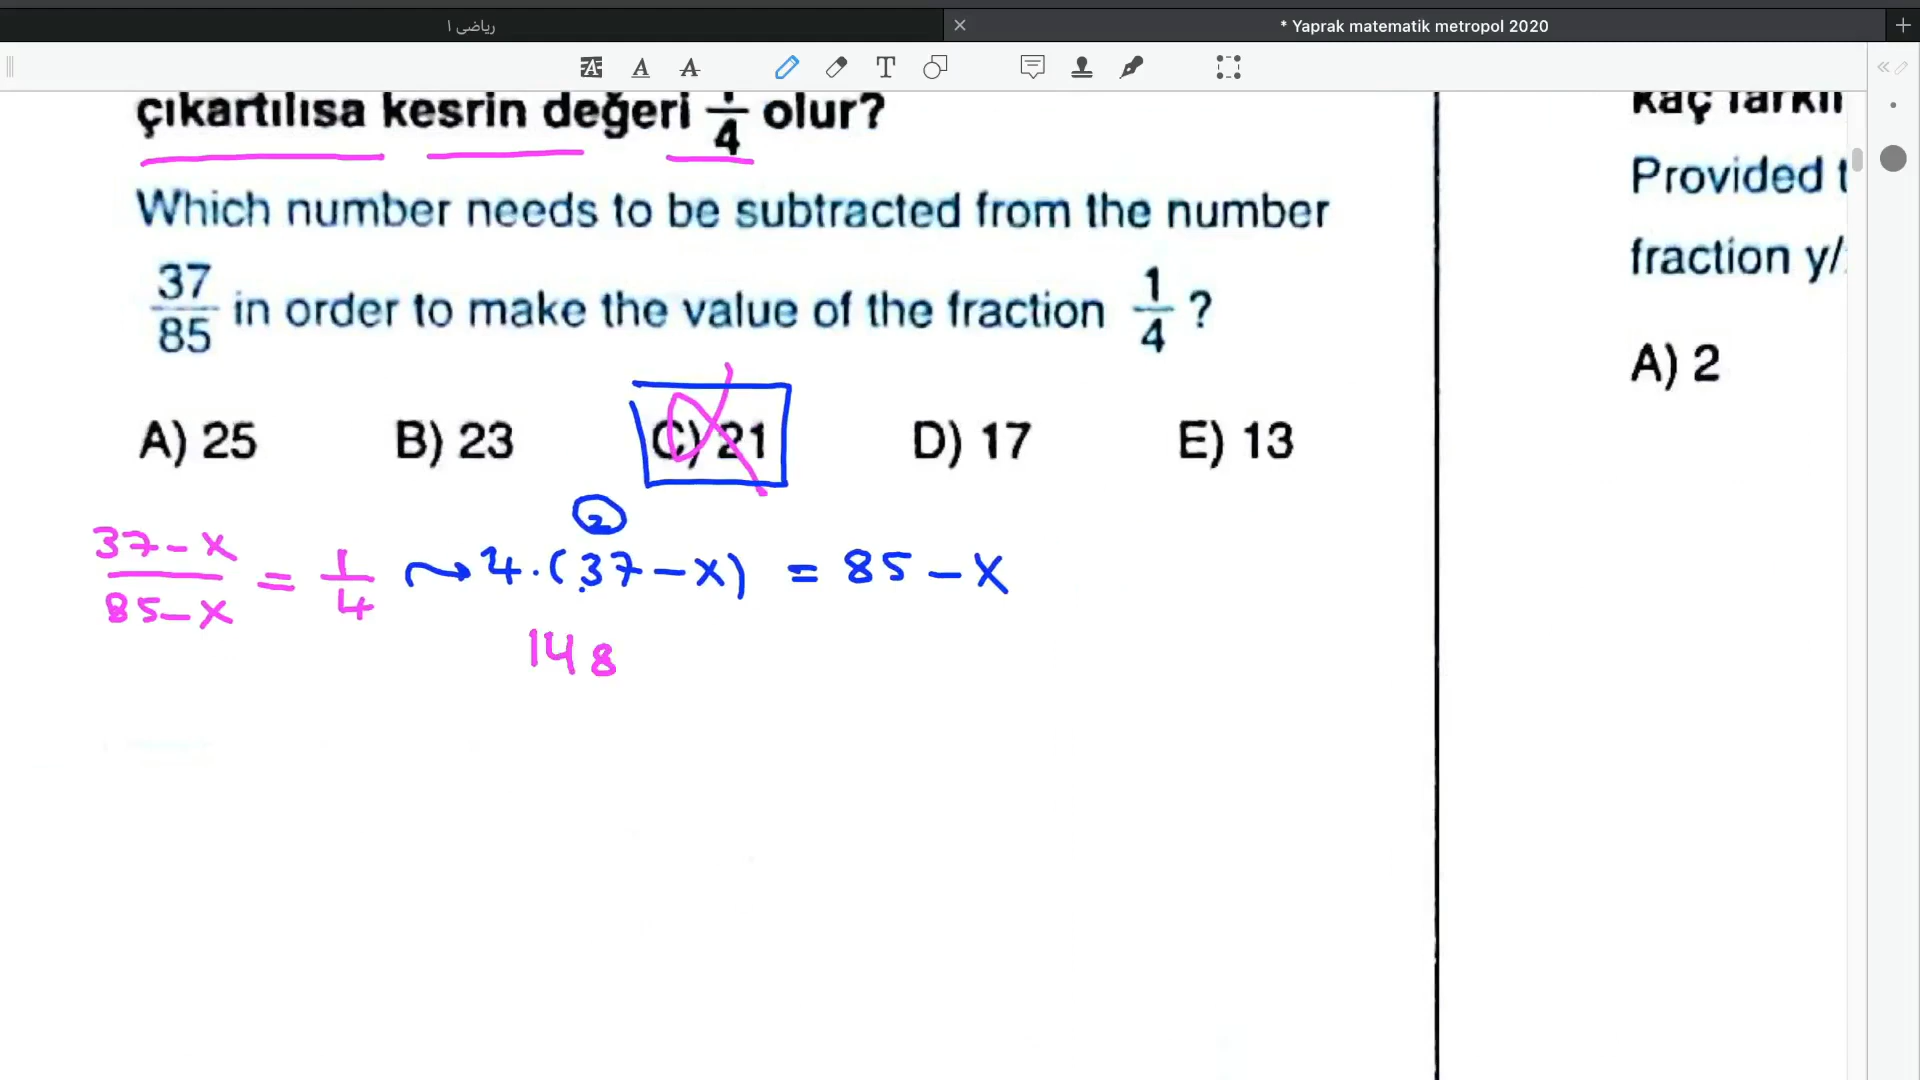 ریاضی ۱
* Yaprak matematik metropol 2020
çıkartılısa kesrin değeri 1/4 olur?
Which number needs to be subtracted from the number
37/85 in order to make the value of the fraction 1/4 ?
A) 25 B) 23 C) 21 D) 17 E) 13
2
37-x/85-x = 1/4 ⤳ 4.(37-x) = 85-x
148
kaç farklı
Provided t
fraction y/
A) 2